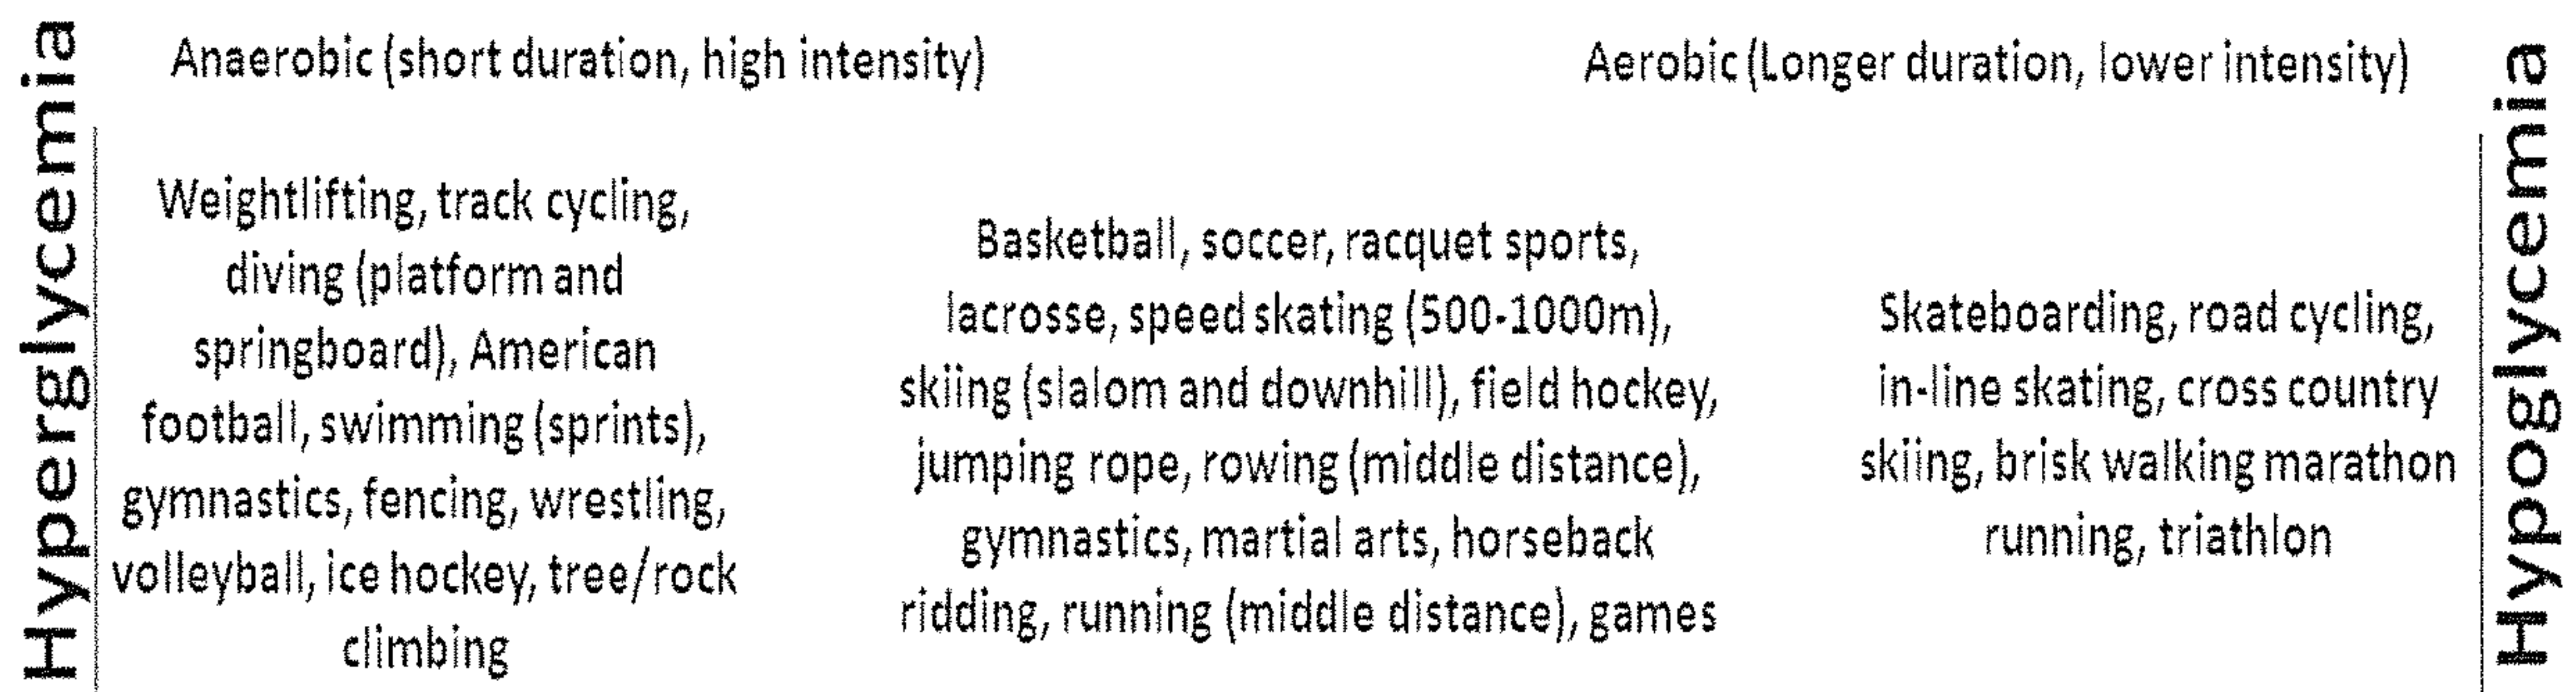 Hyperglycemia
Anaerobic (short duration, high intensity)
Weightlifting, track cycling,
diving (platform and
springboard), American
football, swimming (sprints),
gymnastics, fencing, wrestling,
volleyball, ice hockey, tree/rock
climbing
Basketball, soccer, racquet sports,
lacrosse, speed skating (500-1000m),
skiing (slalom and downhill), field hockey,
jumping rope, rowing (middle distance),
gymnastics, martial arts, horseback
ridding, running (middle distance), games
Aerobic (Longer duration, lower intensity)
Skateboarding, road cycling,
in-line skating, cross country
skiing, brisk walking marathon
running, triathlon
Hypoglycemia